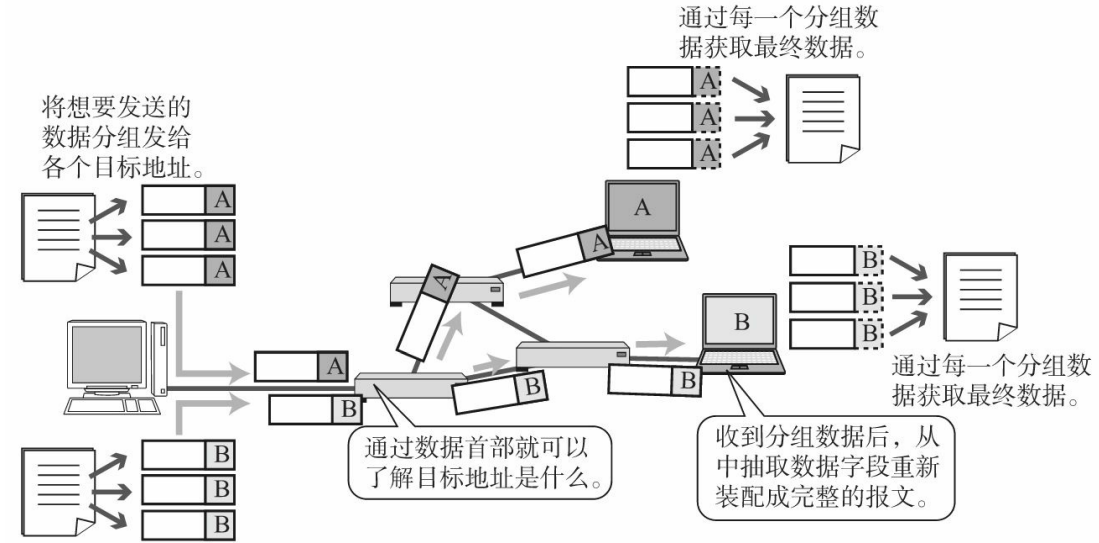 通过每一个分组数
据获取最终数据。
A
A
A
将想要发送的
数据分组发给
各个目标地址。
A
A
A
A
A
A
B
B
B
B
通过每一个分组数
据获取最终数据。
A
B
B
B
通过数据首部就可以
了解目标地址是什么。
收到分组数据后，从
中抽取数据字段重新
装配成完整的报文。
B
B
B